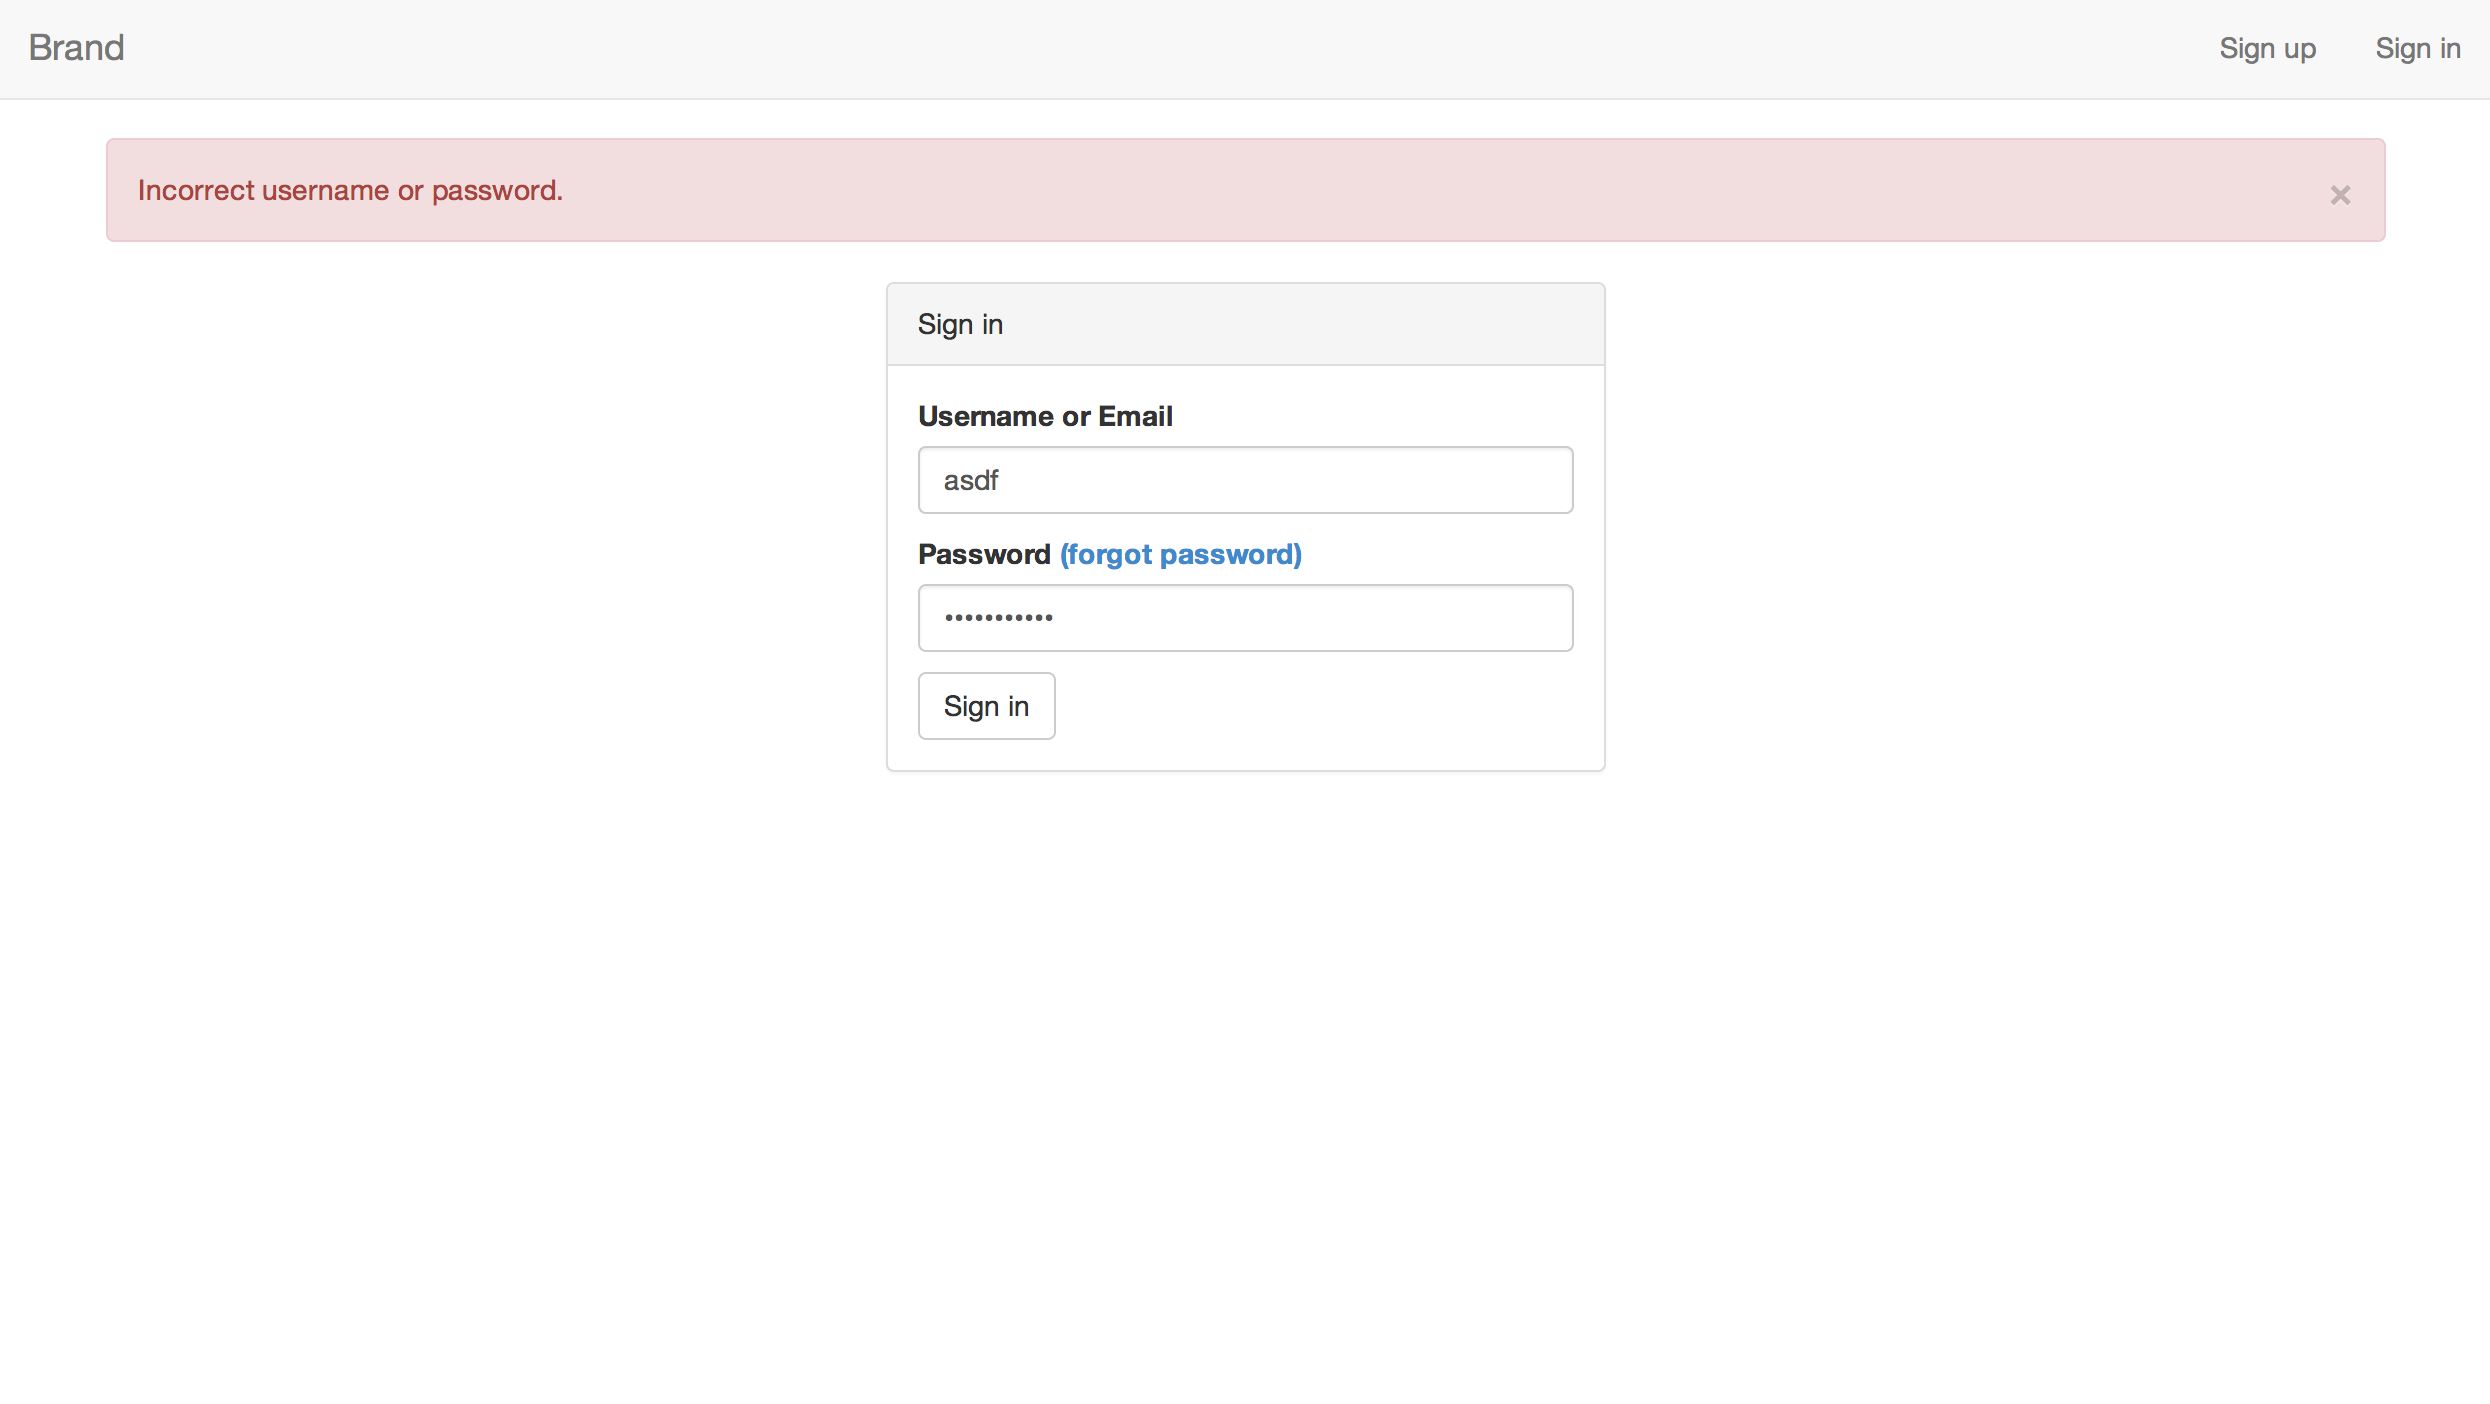 Brand
Sign up
Sign in
Incorrect username or password.
×
Sign in
Username or Email
asdf
Password (forgot password)
•••••••••••
Sign in